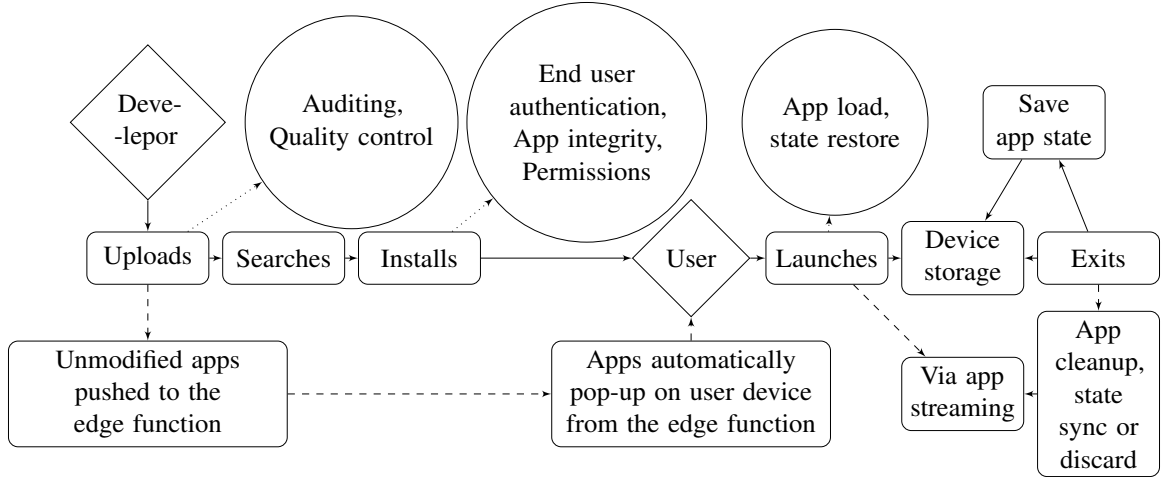 Deve-
-lepor
Auditing,
Quality control
End user
authentication,
App integrity,
Permissions
App load,
state restore
Save
app state
Uploads
Searches
Installs
User
Launches
Device
storage
Exits
Unmodified apps
pushed to the
edge function
Apps automatically
pop-up on user device
from the edge function
Via app
streaming
App
cleanup,
state
sync or
discard